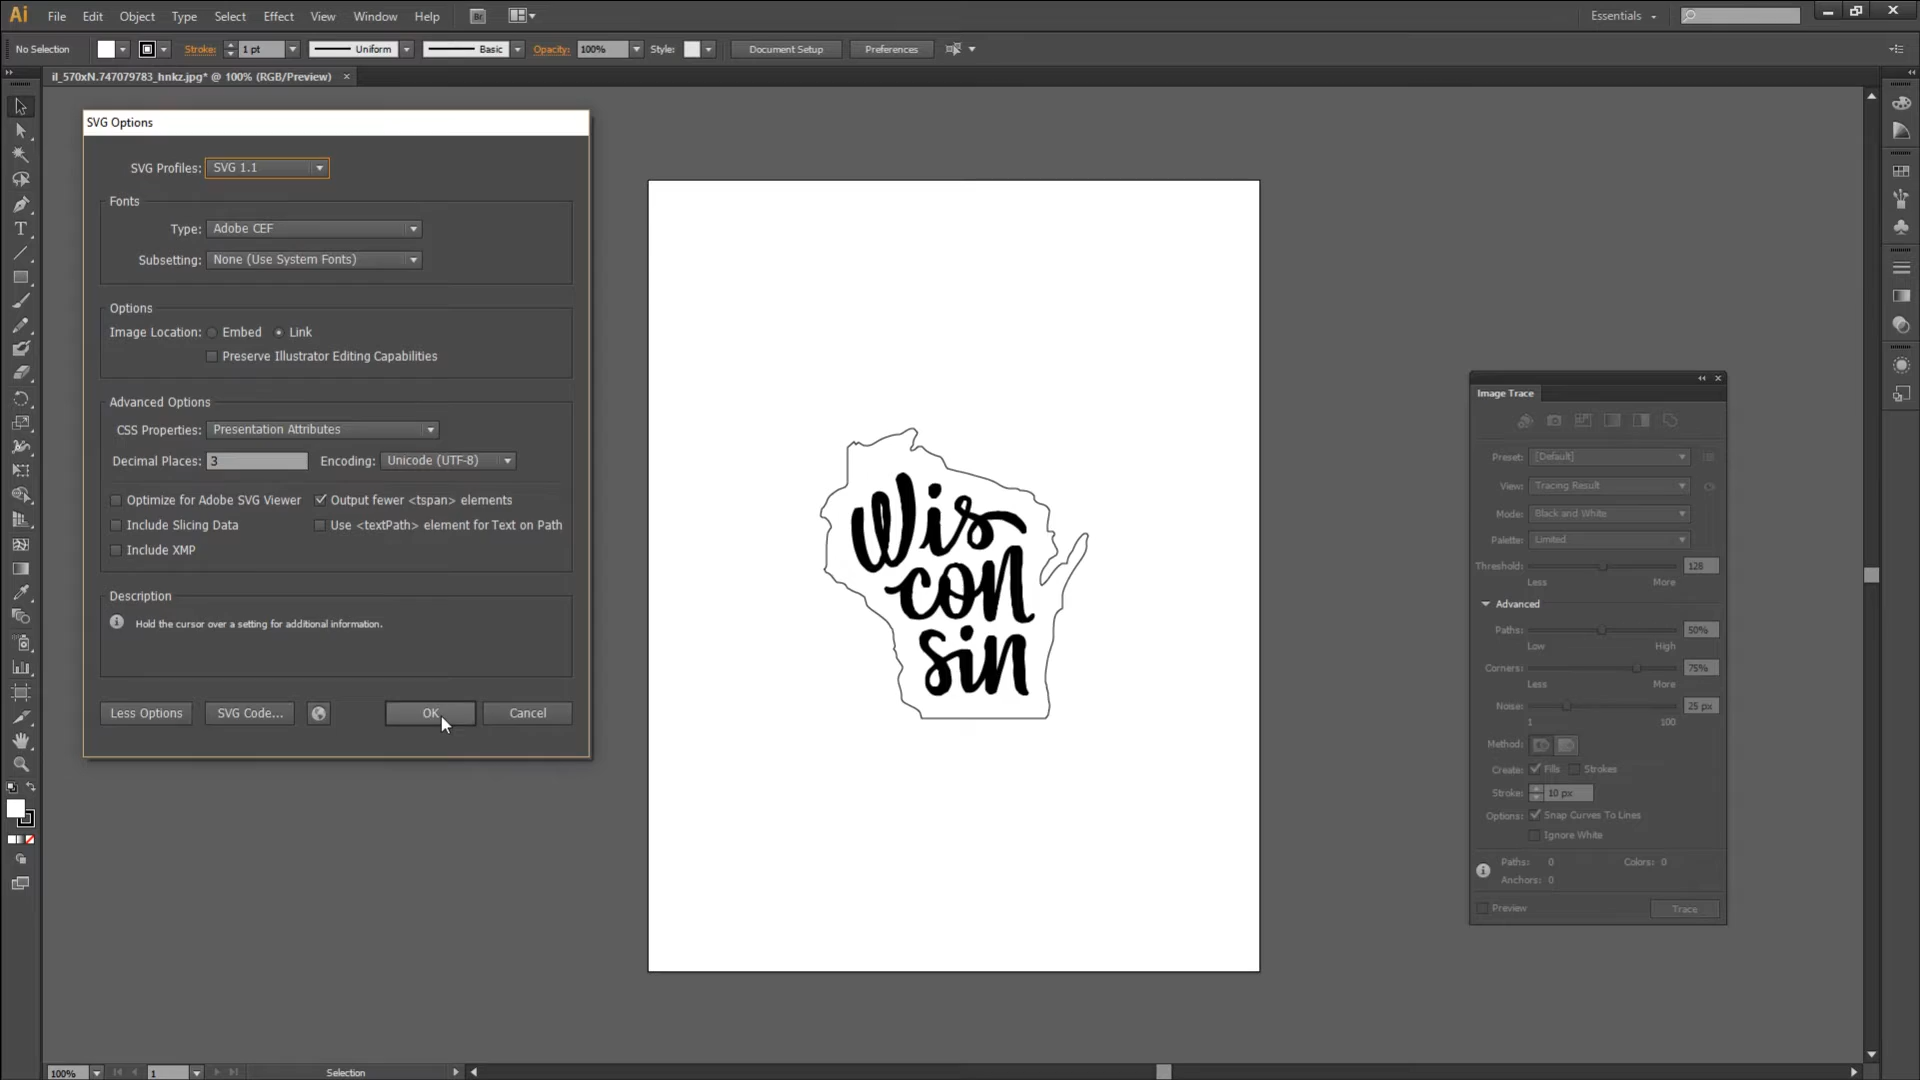 Ai File Edit Object Type Select Effect View Window Help Br Essentials
No Selection Stroke: 1 pt Uniform Basic Opacity: 100% Style: Document Setup Preferences
il_570xN.747079783_hnkz.jpg* @ 100% (RGB/Preview) ×
SVG Options
SVG Profiles: SVG 1.1
Fonts
Type: Adobe CEF
Subsetting: None (Use System Fonts)
Options
Image Location: Embed Link
Preserve Illustrator Editing Capabilities
Advanced Options
CSS Properties: Presentation Attributes
Decimal Places: 3 Encoding: Unicode (UTF-8)
Optimize for Adobe SVG Viewer Output fewer <tspan> elements
Include Slicing Data Use <textPath> element for Text on Path
Include XMP
Description
Hold the cursor over a setting for additional information.
Less Options SVG Code... OK Cancel
Wis
con
sin
Image Trace
Preset: [Default]
View: Tracing Result
Mode: Black and White
Palette: Limited
Threshold: 128
Less More
Advanced
Paths: 50%
Low High
Corners: 75%
Less More
Noise: 25 px
1 100
Method:
Create: Fills Strokes
Stroke: 10 px
Options: Snap Curves To Lines
Ignore White
Paths: 0 Colors: 0
Anchors: 0
Preview Trace
100% 1 Selection